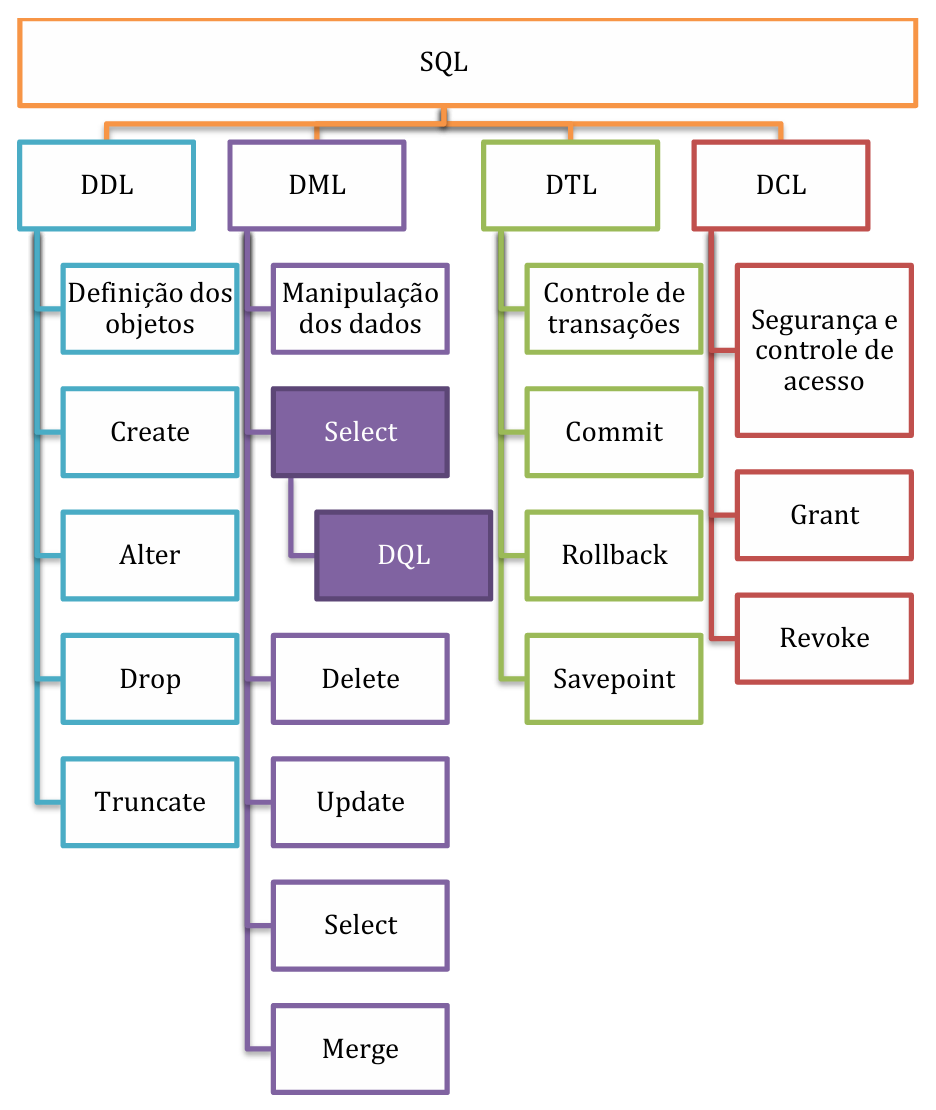 SQL
DDL
Definição dos
objetos
Create
Alter
Drop
Truncate
DML
Manipulação
dos dados
Select
DQL
Delete
Update
Select
Merge
DTL
Controle de
transações
Commit
Rollback
Savepoint
DCL
Segurança e
controle de
acesso
Grant
Revoke